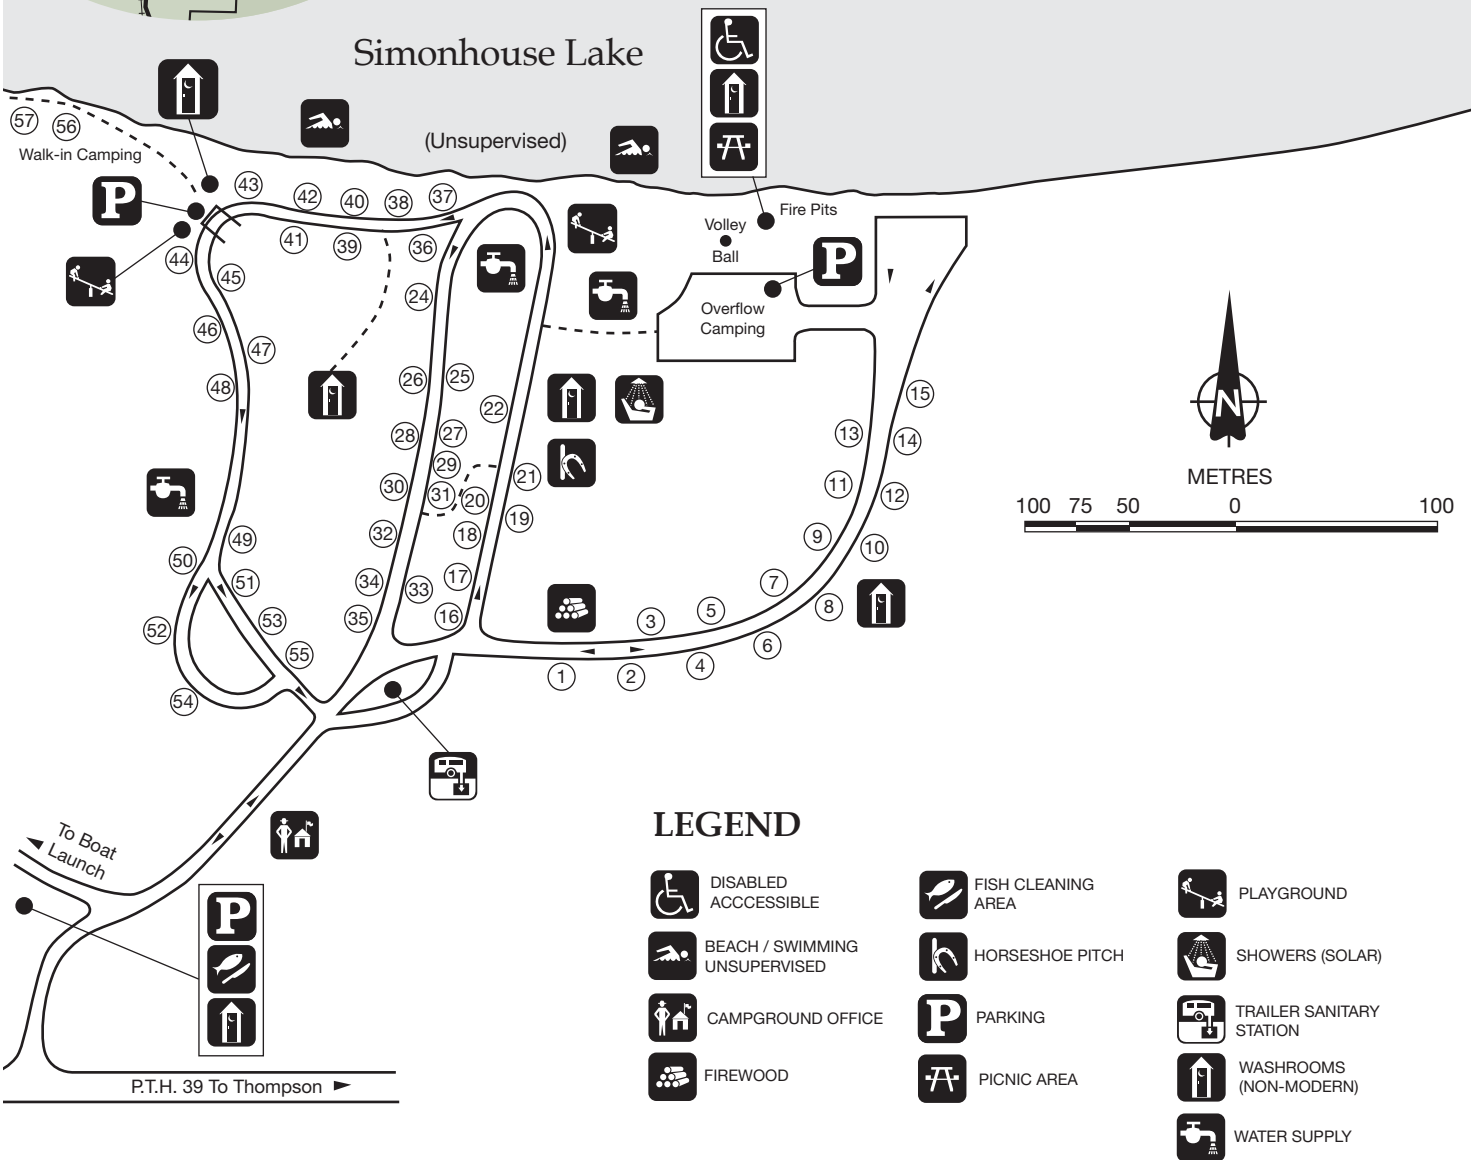 Simonhouse Lake
(Unsupervised)
57
56
Walk-in Camping
P
43
42
40
38
37
41
39
36
44
45
46
47
48
24
26
25
22
28
27
29
30
31
20
21
32
18
19
49
50
51
34
33
17
35
16
52
53
55
54
Fire Pits
Volley
Ball
P
Overflow
Camping
15
13
14
11
12
9
10
7
8
5
3
6
4
1
2
N
METRES
100 75 50 0 100
To Boat
Launch
P
P.T.H. 39 To Thompson
LEGEND
DISABLED
ACCCESSIBLE
BEACH / SWIMMING
UNSUPERVISED
CAMPGROUND OFFICE
FIREWOOD
FISH CLEANING
AREA
HORSESHOE PITCH
P PARKING
PICNIC AREA
PLAYGROUND
SHOWERS (SOLAR)
TRAILER SANITARY
STATION
WASHROOMS
(NON-MODERN)
WATER SUPPLY